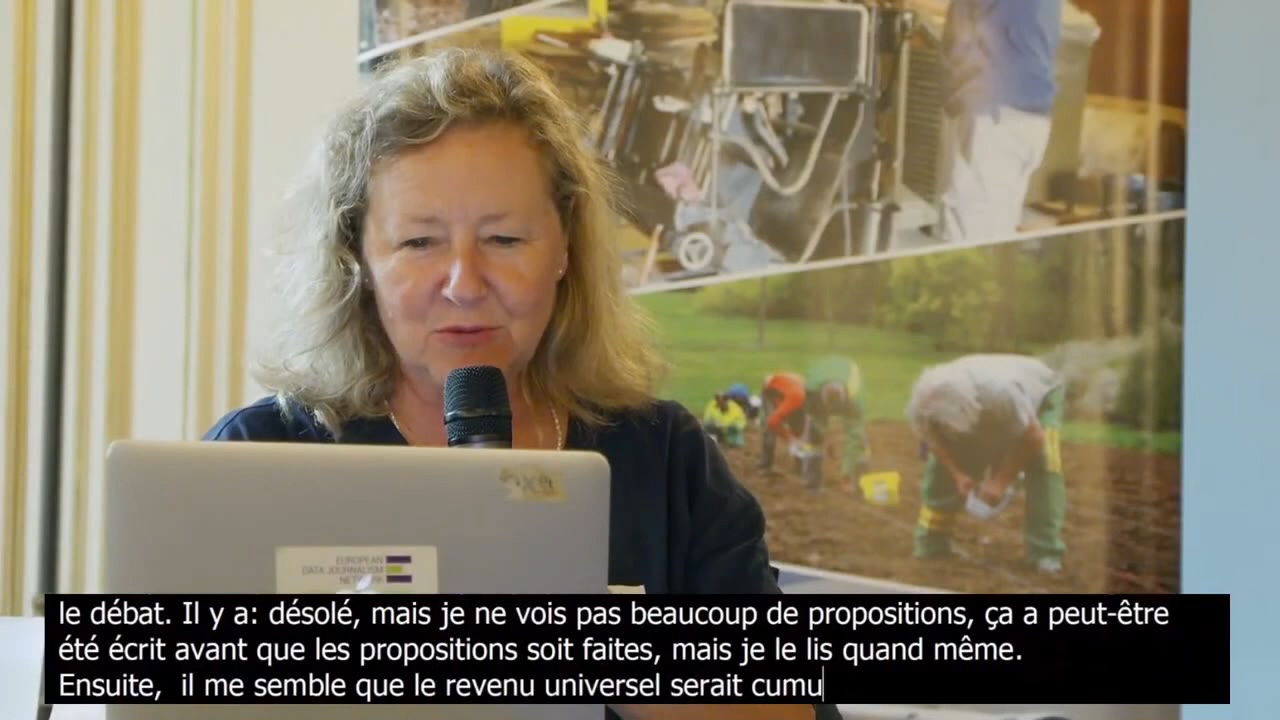 EUROPEAN
DATA JOURNALISM
NETWORK
le débat. Il y a: désolé, mais je ne vois pas beaucoup de propositions, ça a peut-être
été écrit avant que les propositions soit faites, mais je le lis quand même.
Ensuite,  il me semble que le revenu universel serait cumu